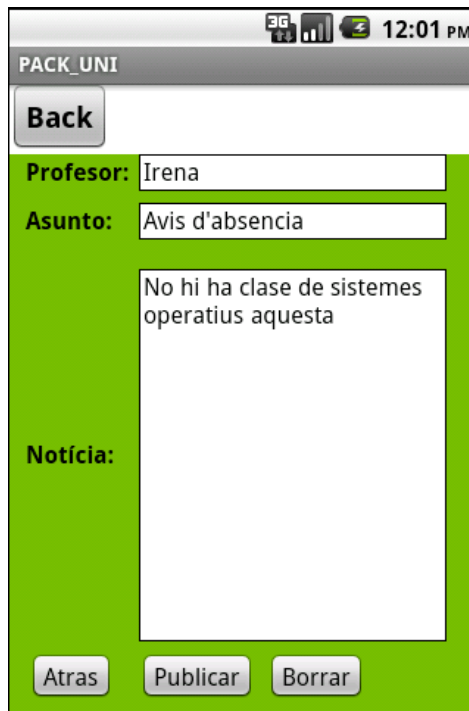 3G 12:01 PM
PACK_UNI
Back
Profesor: Irena
Asunto: Avis d'absencia
No hi ha clase de sistemes
operatius aquesta
Notícia:
Atras Publicar Borrar